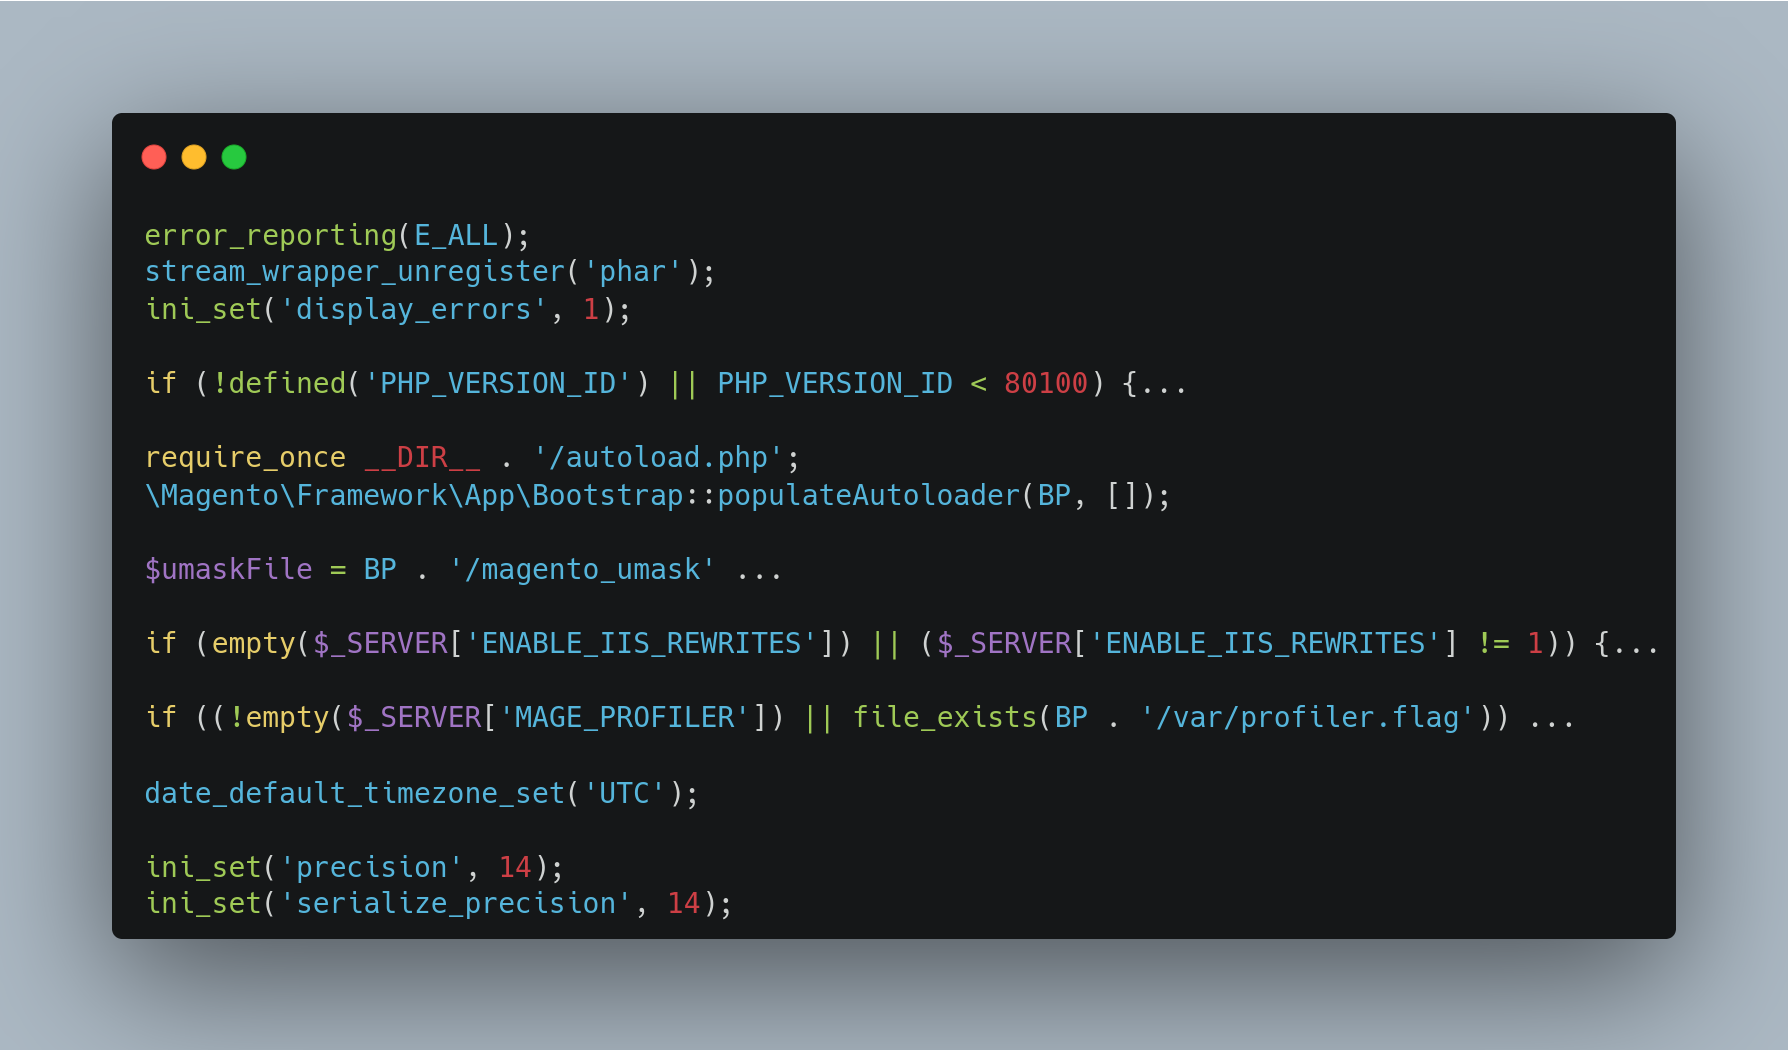 error_reporting(E_ALL);
stream_wrapper_unregister('phar');
ini_set('display_errors', 1);
if (!defined('PHP_VERSION_ID') || PHP_VERSION_ID < 80100) {...
require_once __DIR__ . '/autoload.php';
\Magento\Framework\App\Bootstrap::populateAutoloader(BP, []);
$umaskFile = BP . '/magento_umask' ...
if (empty($_SERVER['ENABLE_IIS_REWRITES']) || ($_SERVER['ENABLE_IIS_REWRITES'] != 1)) {...
if ((!empty($_SERVER['MAGE_PROFILER']) || file_exists(BP . '/var/profiler.flag')) ...
date_default_timezone_set('UTC');
ini_set('precision', 14);
ini_set('serialize_precision', 14);